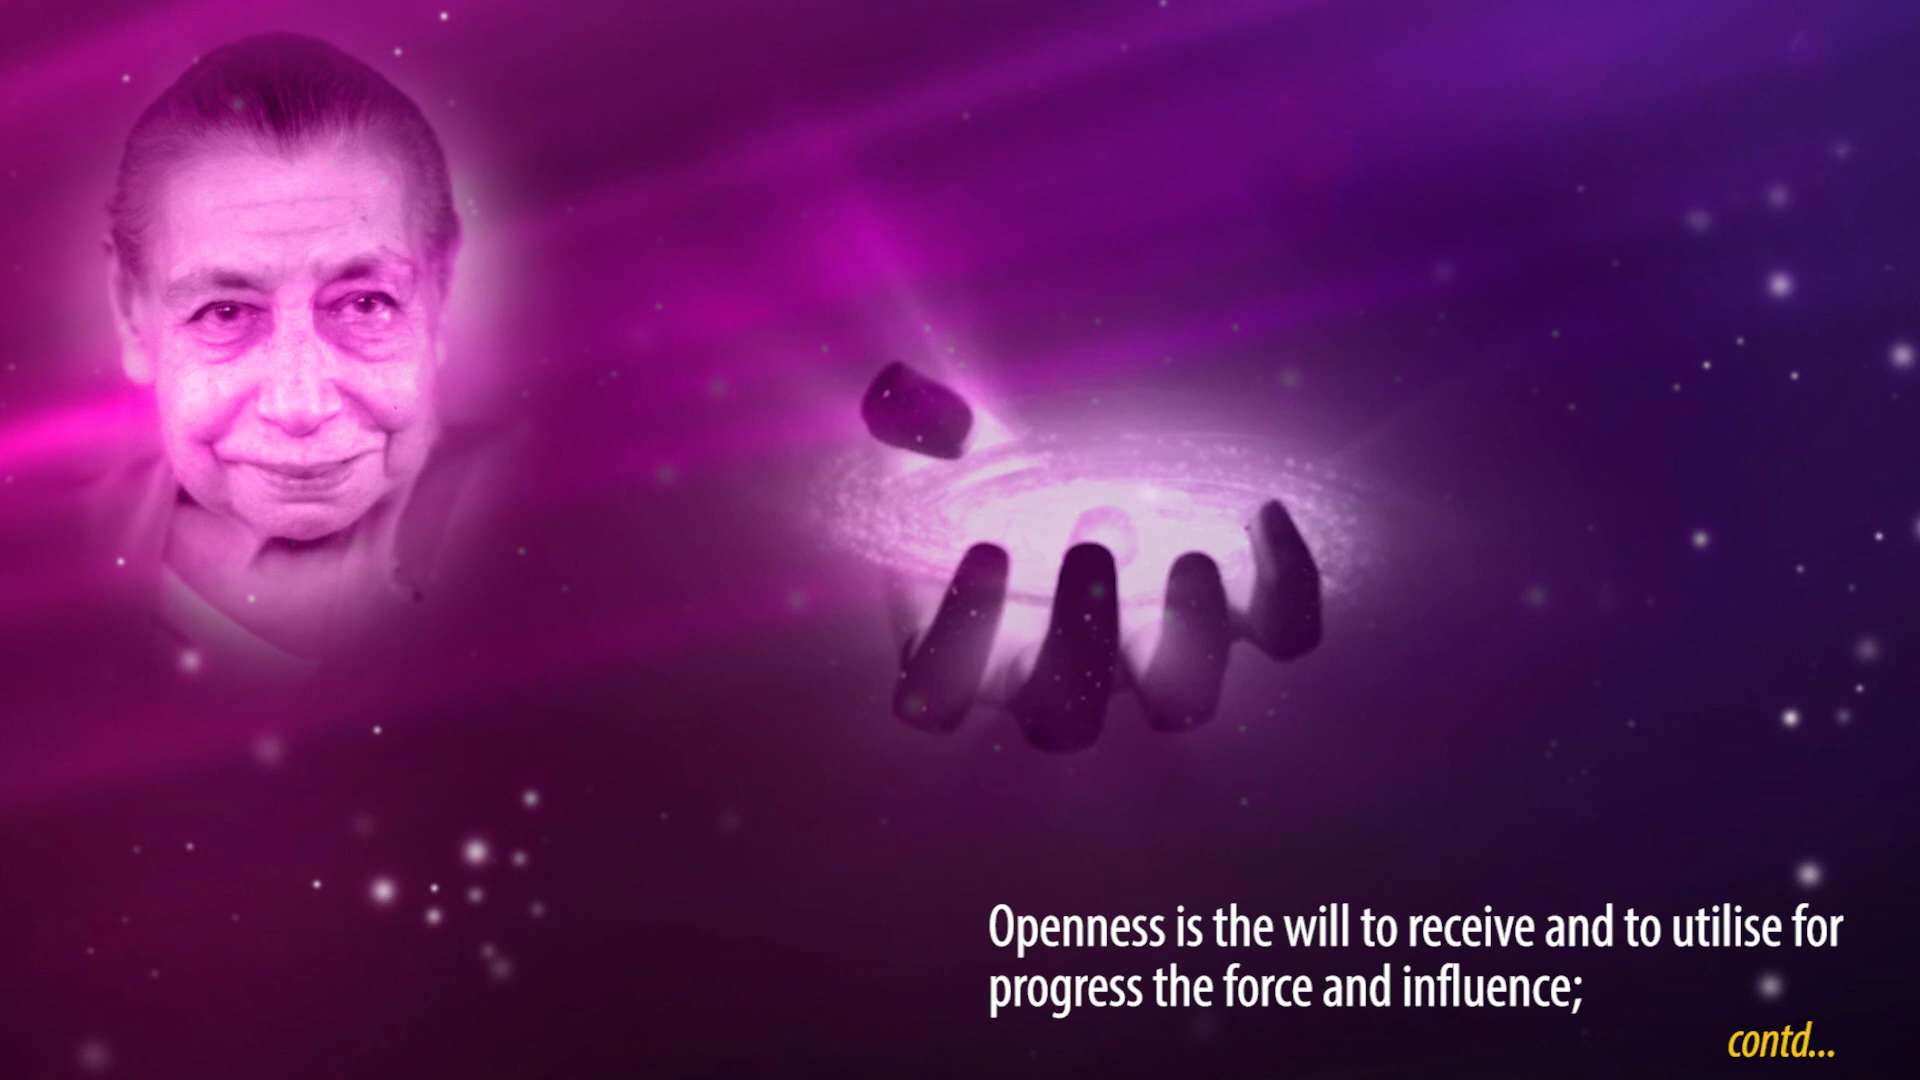 Openness is the will to receive and to utilise for
progress the force and influence;
contd...